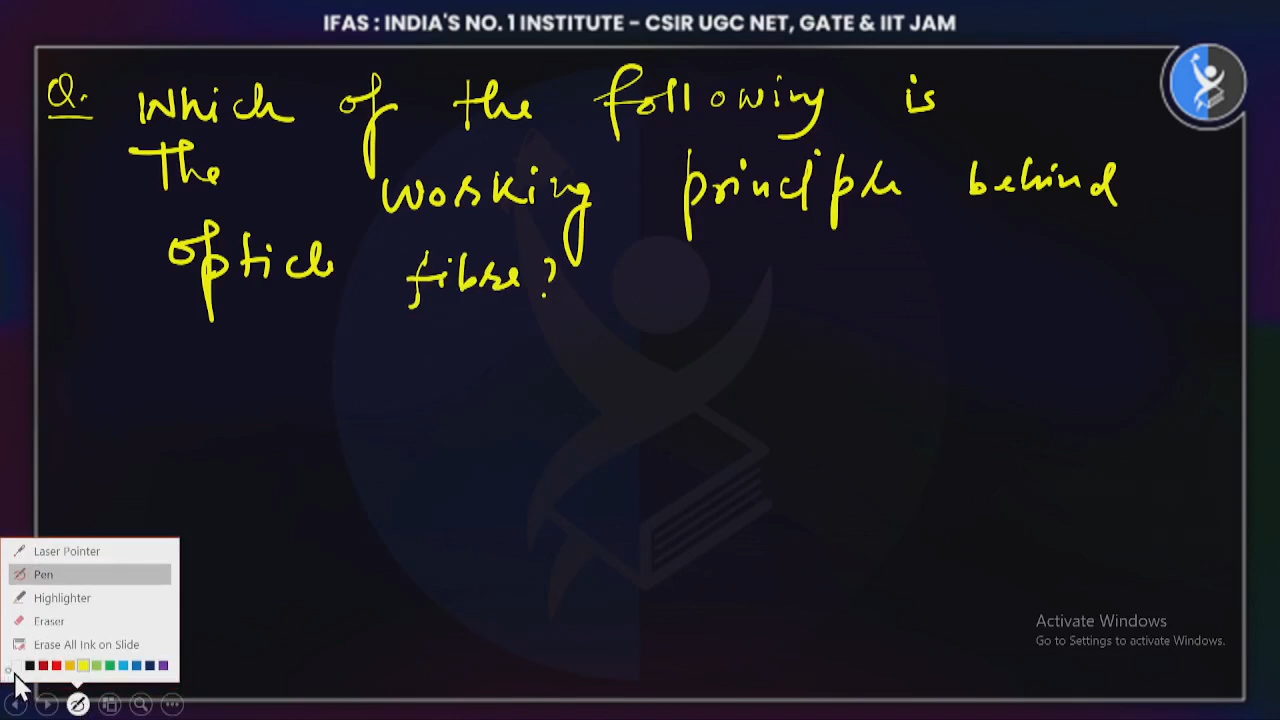 IFAS : INDIA'S NO. 1 INSTITUTE - CSIR UGC NET, GATE & IIT JAM
Q. Which of the following is
The working principle behind
optical fibre?
Laser Pointer
Pen
Highlighter
Eraser
Erase All Ink on Slide
Activate Windows
Go to Settings to activate Windows.